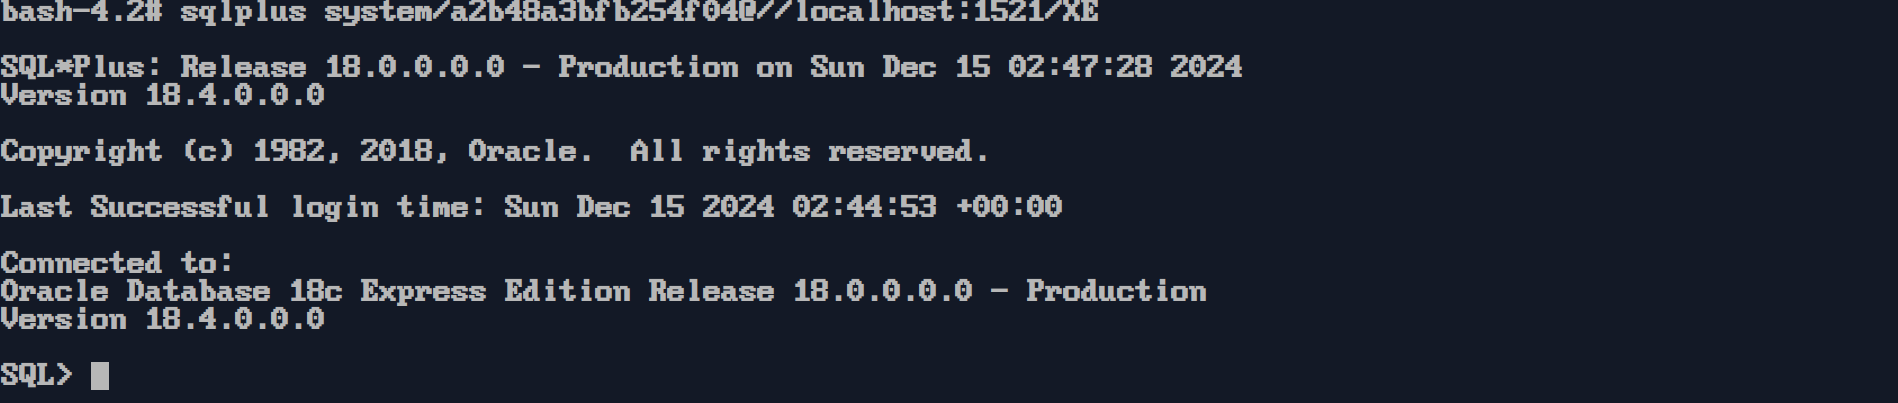 bash-4.2# sqlplus system/a2b48a3bfb254f04@//localhost:1521/XE
SQL*Plus: Release 18.0.0.0.0 - Production on Sun Dec 15 02:47:28 2024
Version 18.4.0.0.0
Copyright (c) 1982, 2018, Oracle.  All rights reserved.
Last Successful login time: Sun Dec 15 2024 02:44:53 +00:00
Connected to:
Oracle Database 18c Express Edition Release 18.0.0.0.0 - Production
Version 18.4.0.0.0
SQL>